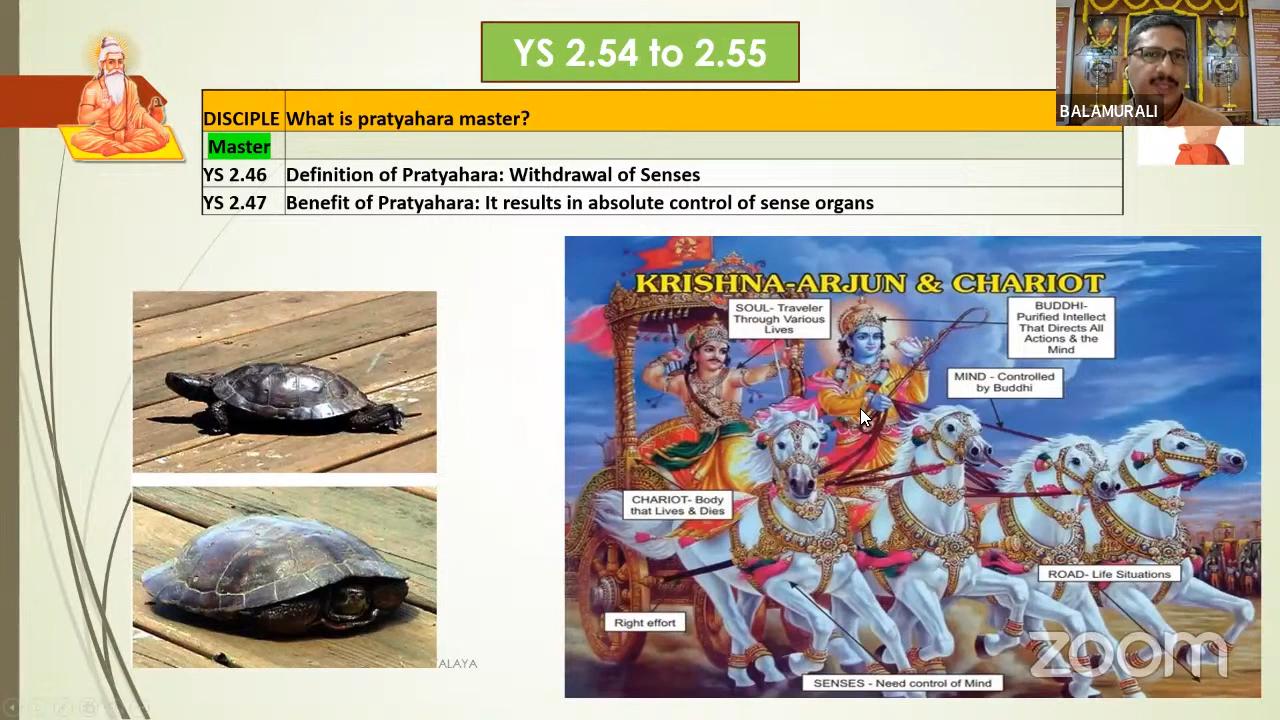 YS 2.54 to 2.55
BALAMURALI
DISCIPLE What is pratyahara master?
Master
YS 2.46 Definition of Pratyahara: Withdrawal of Senses
YS 2.47 Benefit of Pratyahara: It results in absolute control of sense organs
KRISHNA-ARJUN & CHARIOT
SOUL- Traveler
Through Various
Lives
BUDDHI-
Purified Intellect
That Directs All
Actions & the
Mind
MIND - Controlled
by Buddhi
CHARIOT- Body
that Lives & Dies
ROAD- Life Situations
Right effort
zoom
ALAYA
SENSES - Need control of Mind